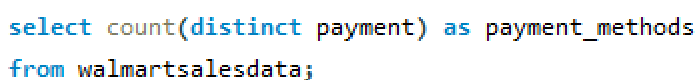 select count(distinct payment) as payment_methods
from walmartsalesdata;